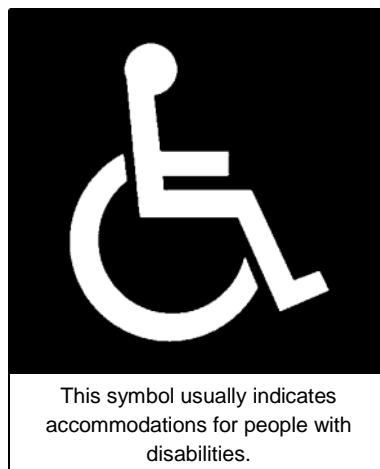 This symbol usually indicates
accommodations for people with
disabilities.